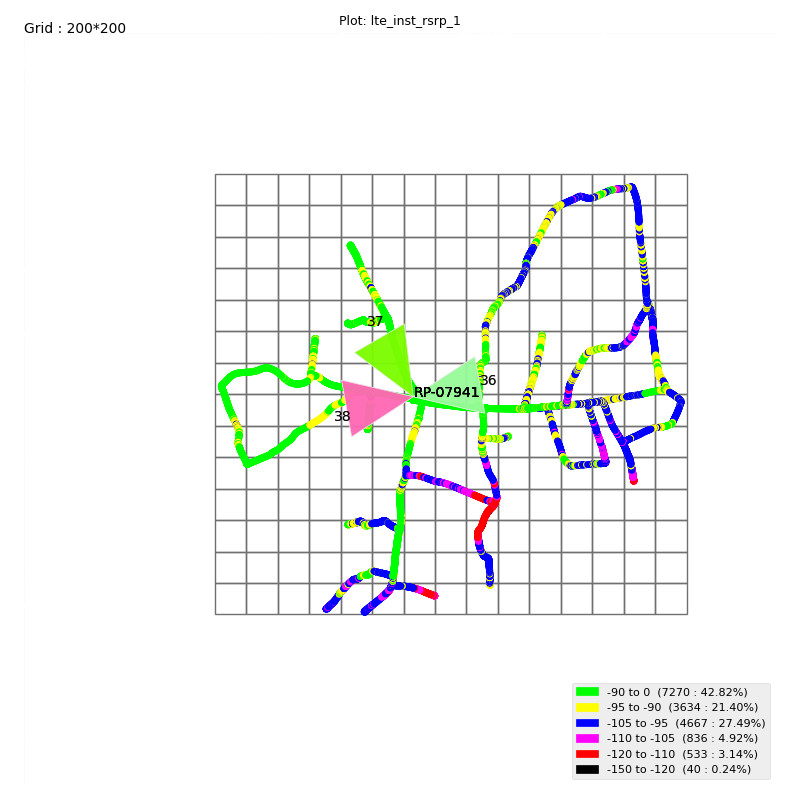 Plot: lte_inst_rsrp_1
Grid : 200*200
37
36
RP-07941
38
-90 to 0  (7270 : 42.82%)
-95 to -90  (3634 : 21.40%)
-105 to -95  (4667 : 27.49%)
-110 to -105  (836 : 4.92%)
-120 to -110  (533 : 3.14%)
-150 to -120  (40 : 0.24%)